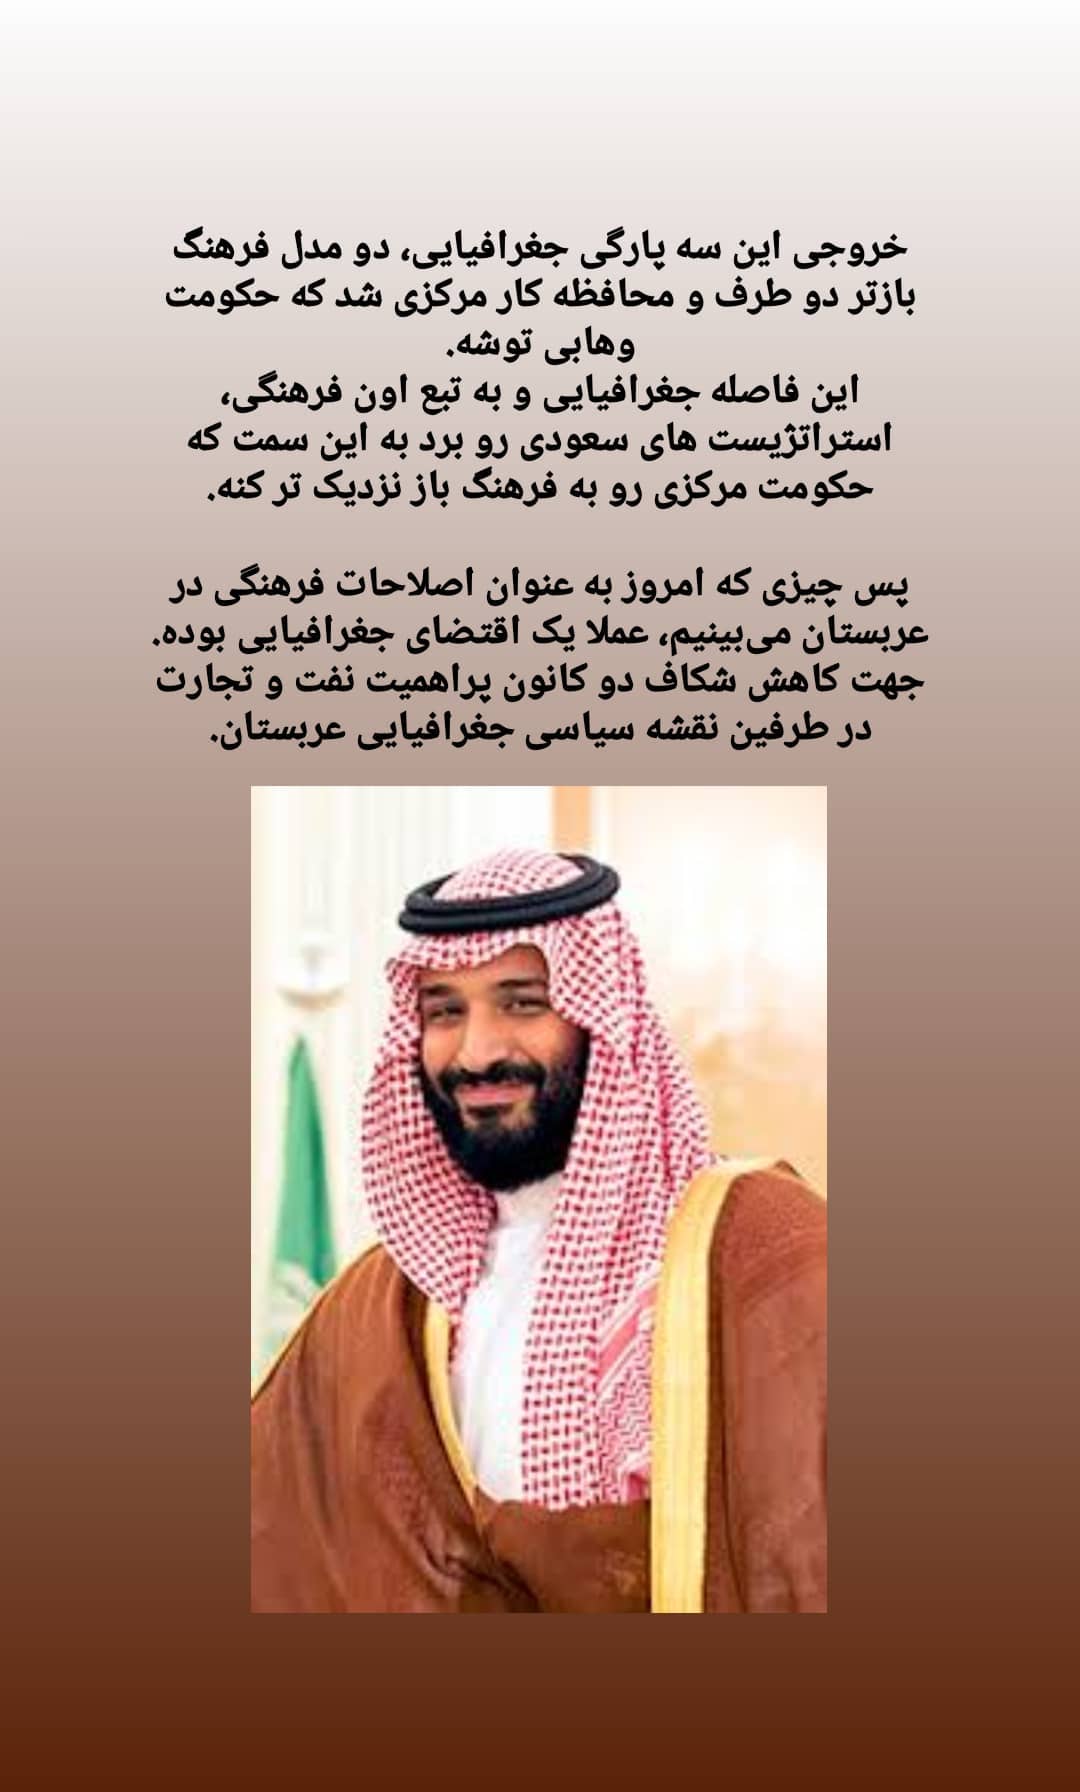 خروجی این سه پارگی جغرافیایی، دو مدل فرهنگ
بازتر دو طرف و محافظه کار مرکزی شد که حکومت
وهابی توشه.
این فاصله جغرافیایی و به تبع اون فرهنگی،
استراتژیست های سعودی رو برد به این سمت که
حکومت مرکزی رو به فرهنگ باز نزدیک تر کنه.
پس چیزی که امروز به عنوان اصلاحات فرهنگی در
عربستان می‌بینیم، عملا یک اقتضای جغرافیایی بوده.
جهت کاهش شکاف دو کانون پراهمیت نفت و تجارت
در طرفین نقشه سیاسی جغرافیایی عربستان.